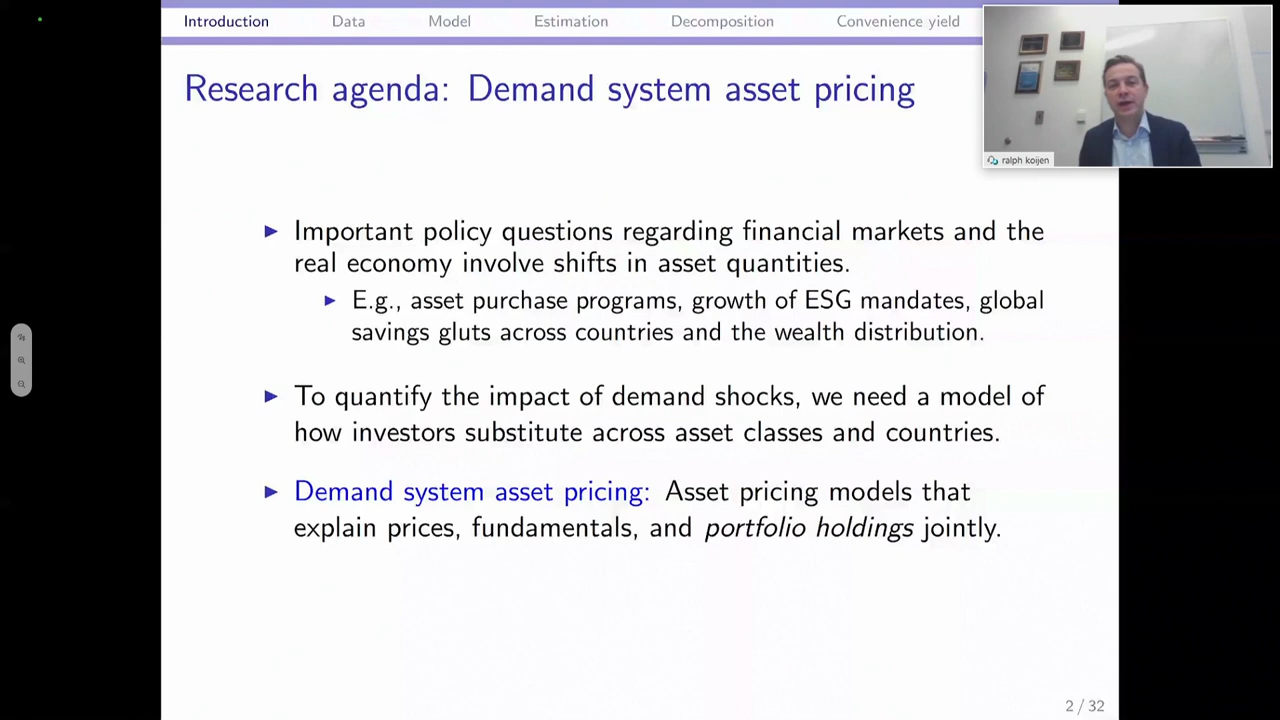 Introduction Data Model Estimation Decomposition Convenience yield
Research agenda: Demand system asset pricing
ralph koijen
▶ Important policy questions regarding financial markets and the
real economy involve shifts in asset quantities.
▶ E.g., asset purchase programs, growth of ESG mandates, global
savings gluts across countries and the wealth distribution.
▶ To quantify the impact of demand shocks, we need a model of
how investors substitute across asset classes and countries.
▶ Demand system asset pricing: Asset pricing models that
explain prices, fundamentals, and portfolio holdings jointly.
2 / 32